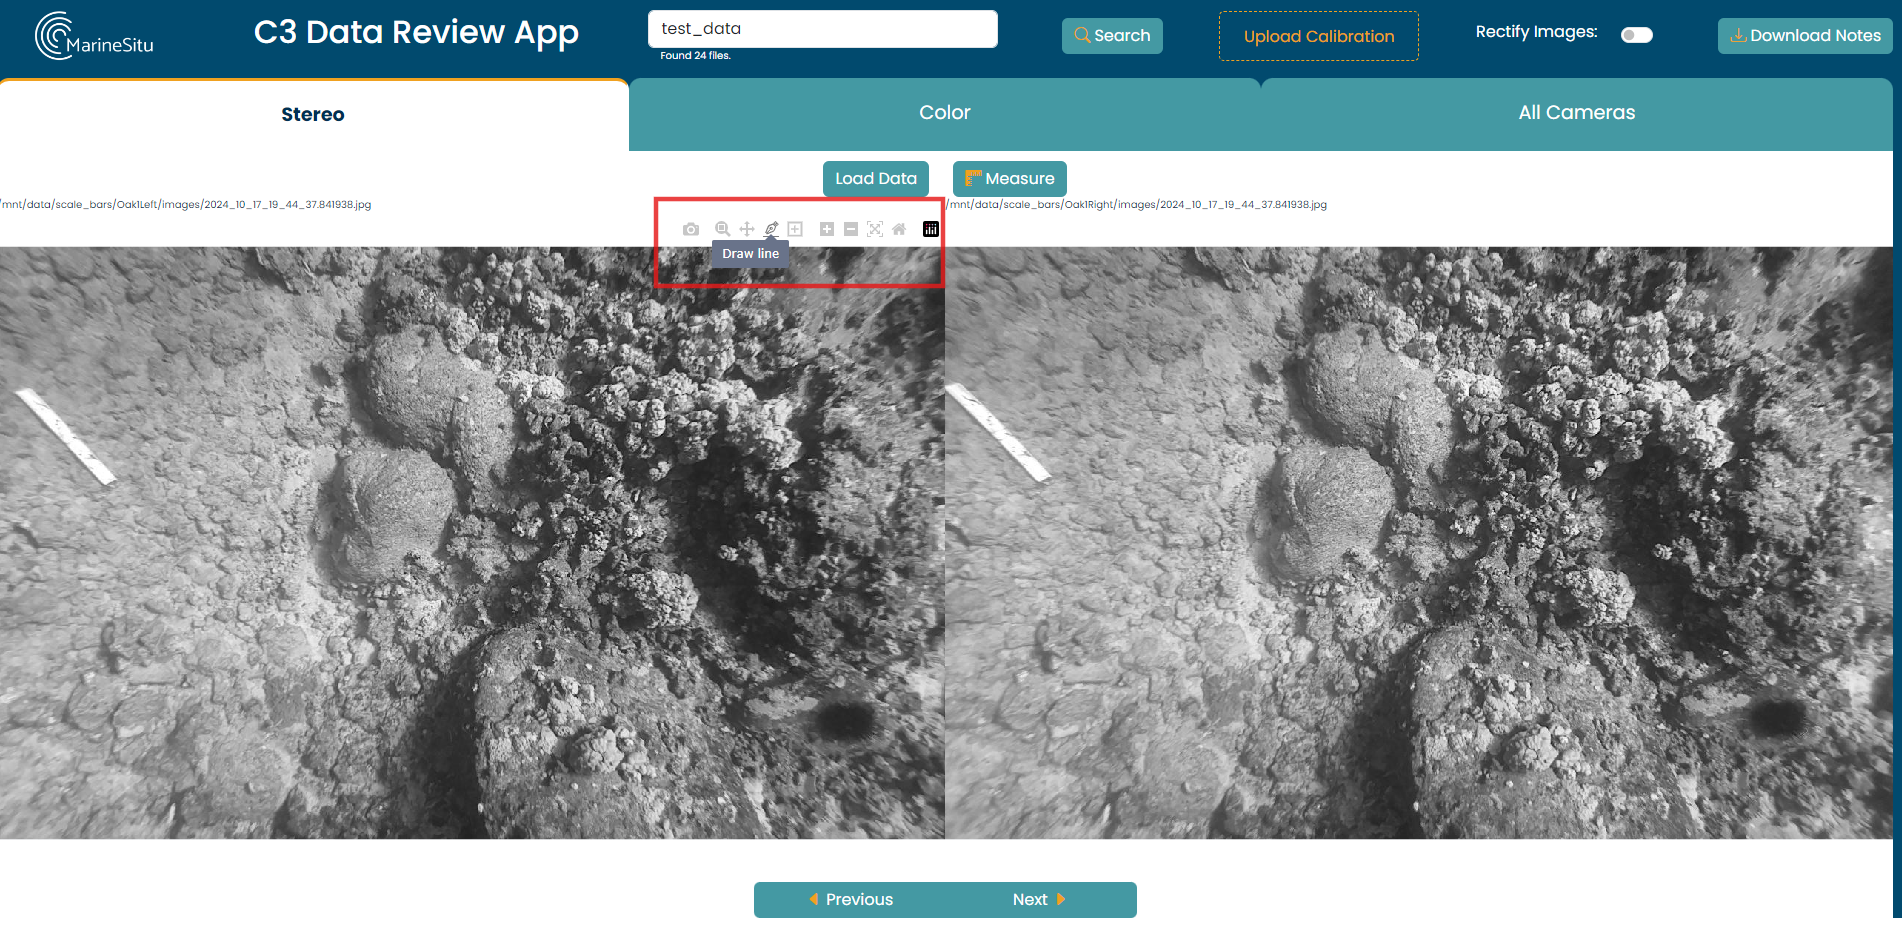 MarineSitu
C3 Data Review App
test_data
Found 24 files.
Search
Upload Calibration
Rectify Images:
Download Notes
Stereo
Color
All Cameras
Load Data
Measure
/mnt/data/scale_bars/Oak1Left/images/2024_10_17_19_44_37.841938.jpg
/mnt/data/scale_bars/Oak1Right/images/2024_10_17_19_44_37.841938.jpg
Draw line
Previous
Next